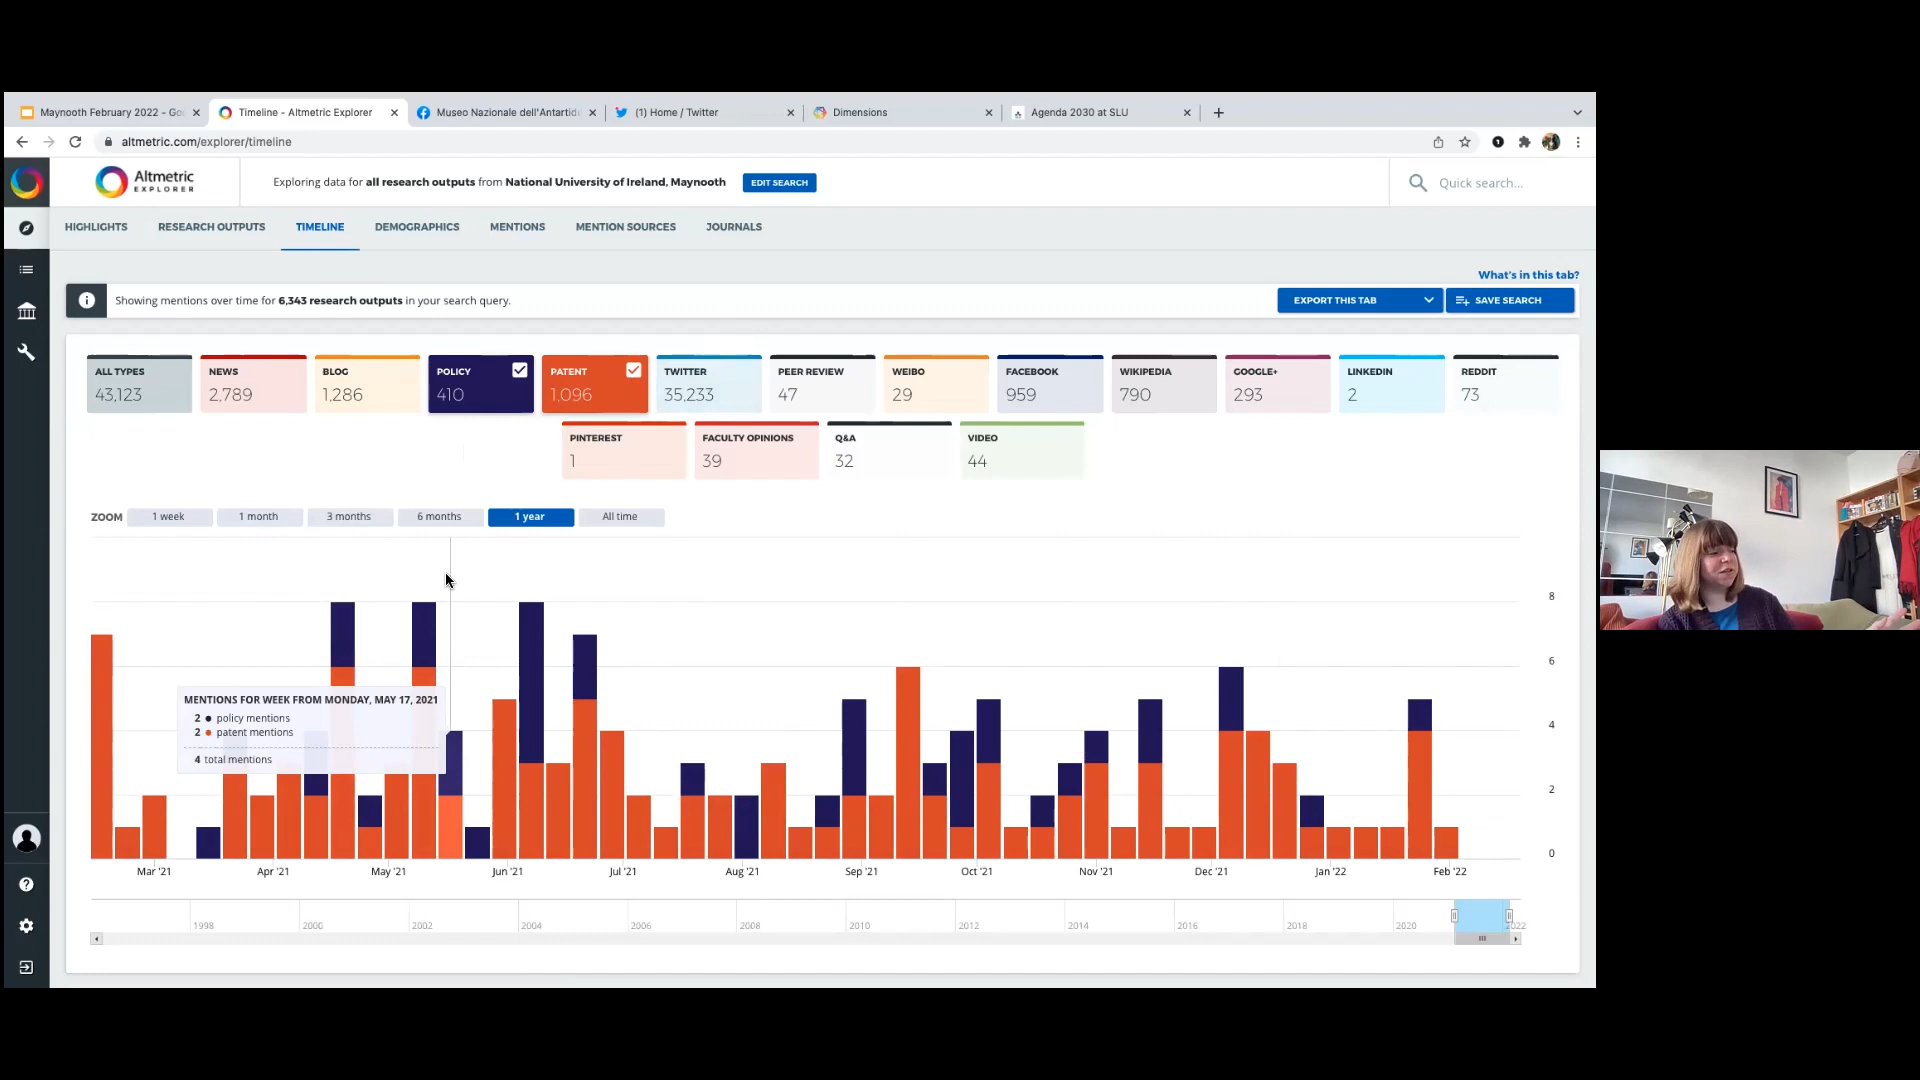 Maynooth February 2022 - Go
Timeline - Altmetric Explorer
Museo Nazionale dell'Antartide
(1) Home / Twitter
Dimensions
Agenda 2030 at SLU
altmetric.com/explorer/timeline
Altmetric
EXPLORER
Exploring data for all research outputs from National University of Ireland, Maynooth
EDIT SEARCH
Quick search...
HIGHLIGHTS
RESEARCH OUTPUTS
TIMELINE
DEMOGRAPHICS
MENTIONS
MENTION SOURCES
JOURNALS
What's in this tab?
Showing mentions over time for 6,343 research outputs in your search query.
EXPORT THIS TAB
SAVE SEARCH
ALL TYPES
43,123
NEWS
2,789
BLOG
1,286
POLICY
410
PATENT
1,096
TWITTER
35,233
PEER REVIEW
47
WEIBO
29
FACEBOOK
959
WIKIPEDIA
790
GOOGLE+
293
LINKEDIN
2
REDDIT
73
PINTEREST
1
FACULTY OPINIONS
39
Q&A
32
VIDEO
44
ZOOM
1 week
1 month
3 months
6 months
1 year
All time
8
6
4
2
0
MENTIONS FOR WEEK FROM MONDAY, MAY 17, 2021
2 ● policy mentions
2 ● patent mentions
4 total mentions
Mar '21
Apr '21
May '21
Jun '21
Jul '21
Aug '21
Sep '21
Oct '21
Nov '21
Dec '21
Jan '22
Feb '22
1998
2000
2002
2004
2006
2008
2010
2012
2014
2016
2018
2020
2022